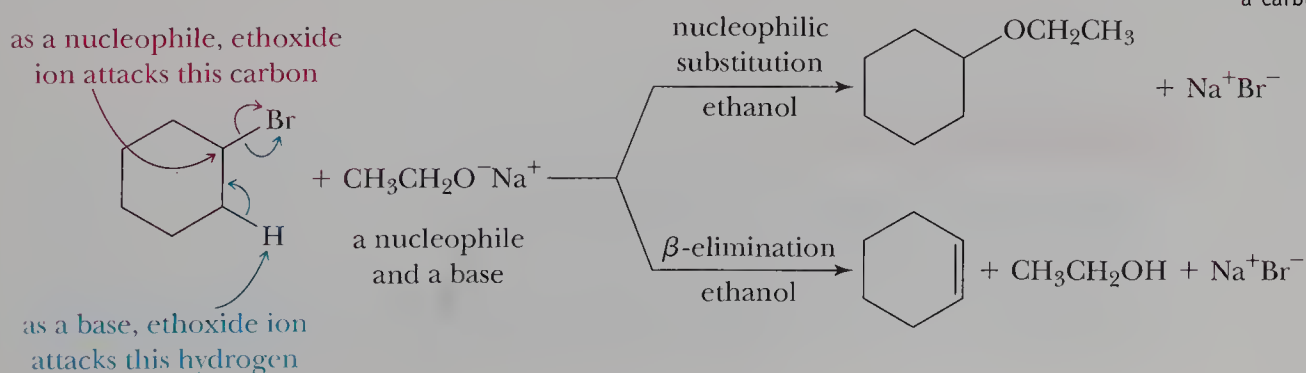 a carb
as a nucleophile, ethoxide
ion attacks this carbon
Br
H
as a base, ethoxide ion
attacks this hydrogen
+ CH₃CH₂O⁻Na⁺
a nucleophile
and a base
nucleophilic
substitution
ethanol
OCH₂CH₃
+ Na⁺Br⁻
β-elimination
ethanol
+ CH₃CH₂OH + Na⁺Br⁻